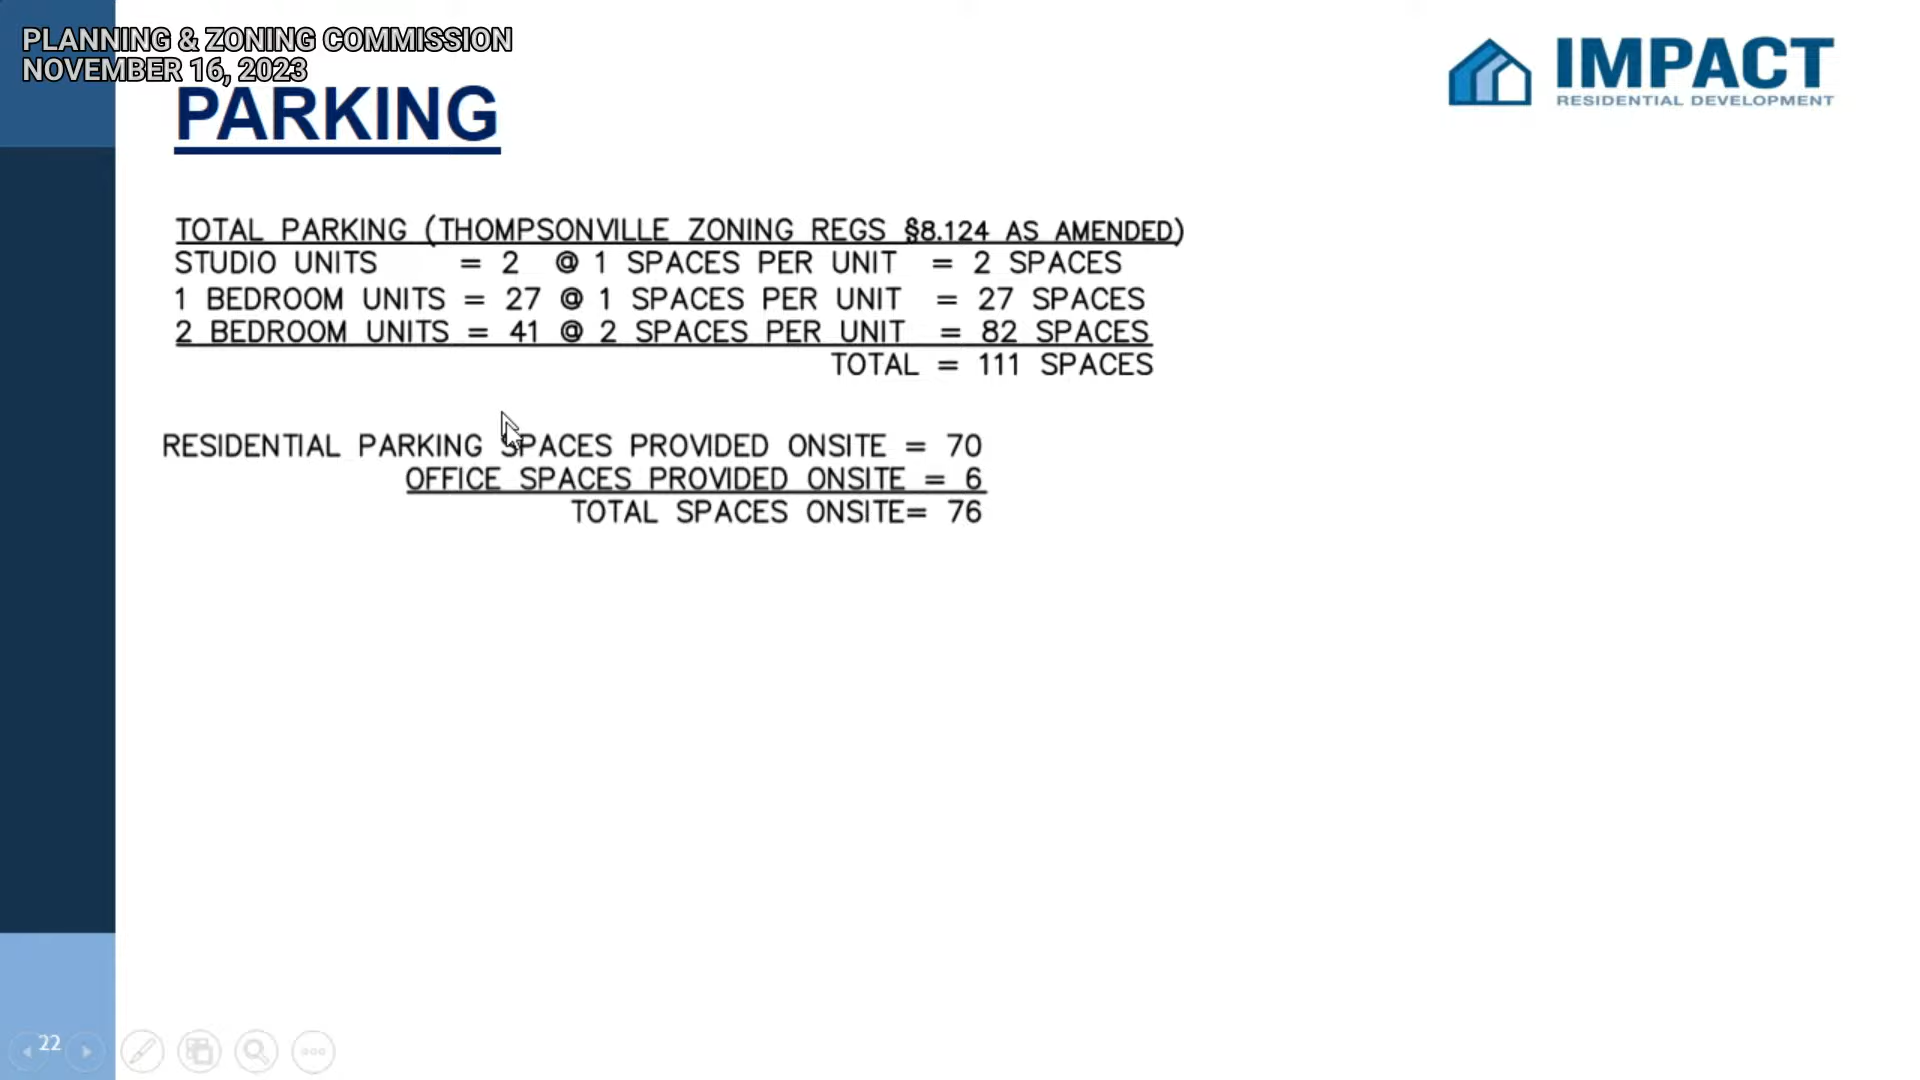 PLANNING & ZONING COMMISSION
NOVEMBER 16, 2023
PARKING
IMPACT
RESIDENTIAL DEVELOPMENT
TOTAL PARKING (THOMPSONVILLE ZONING REGS §8.124 AS AMENDED)
STUDIO UNITS = 2 @ 1 SPACES PER UNIT = 2 SPACES
1 BEDROOM UNITS = 27 @ 1 SPACES PER UNIT = 27 SPACES
2 BEDROOM UNITS = 41 @ 2 SPACES PER UNIT = 82 SPACES
TOTAL = 111 SPACES
RESIDENTIAL PARKING SPACES PROVIDED ONSITE = 70
OFFICE SPACES PROVIDED ONSITE = 6
TOTAL SPACES ONSITE= 76
22